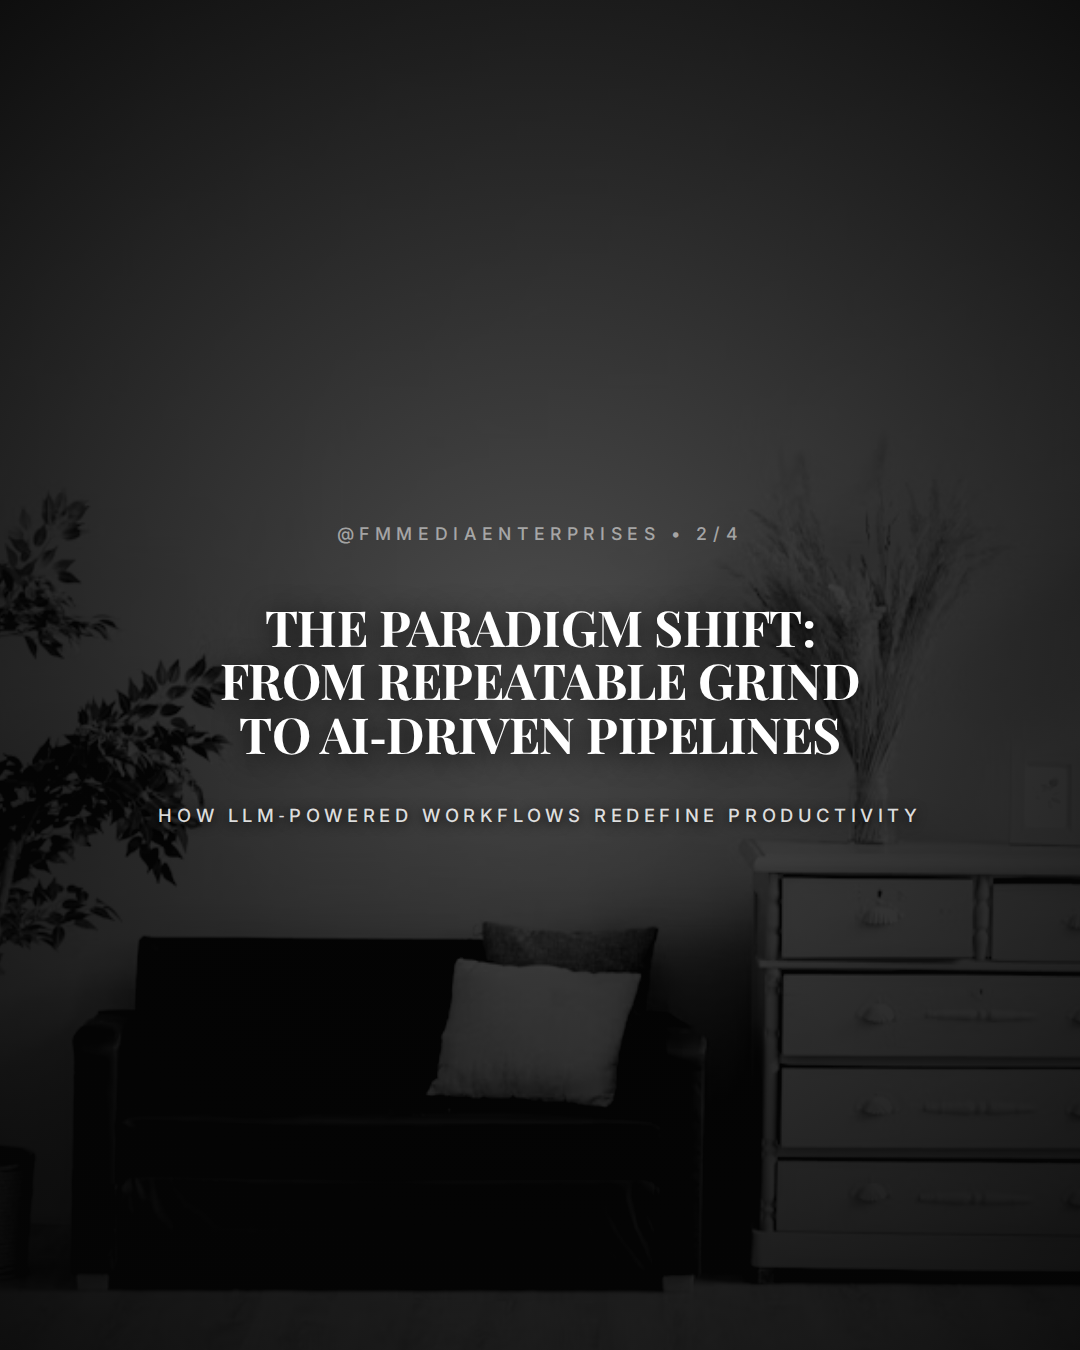 @FMMEDIAENTERPRISES • 2/4
THE PARADIGM SHIFT:
FROM REPEATABLE GRIND
TO AI-DRIVEN PIPELINES
HOW LLM-POWERED WORKFLOWS REDEFINE PRODUCTIVITY